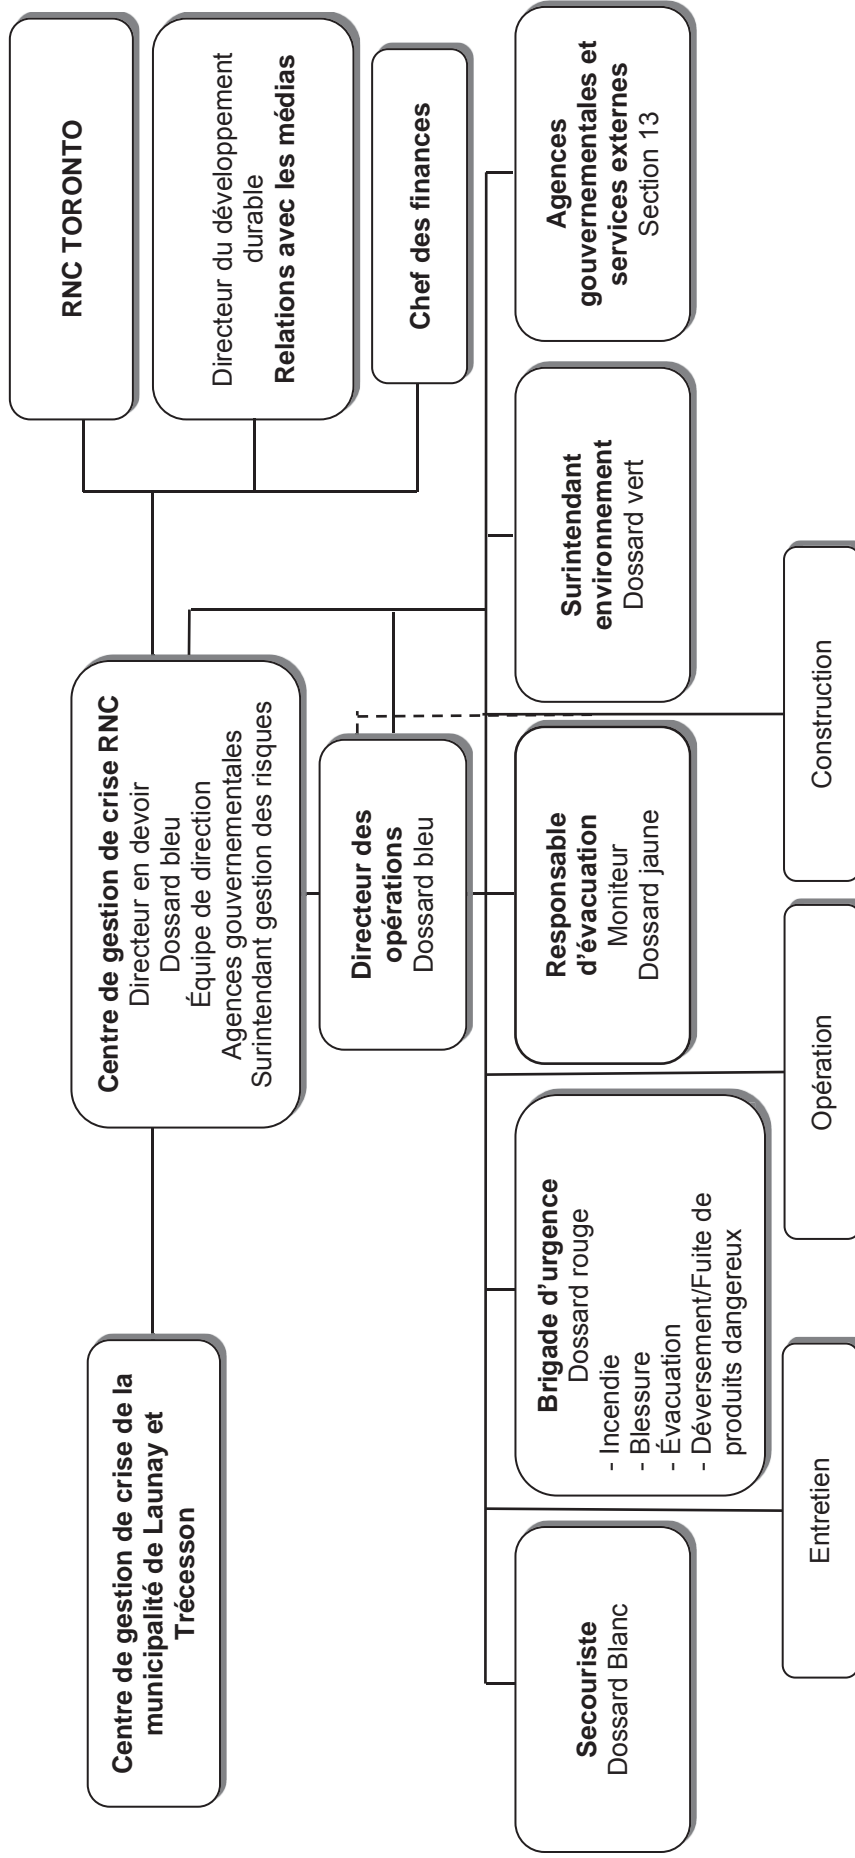 Centre de gestion de crise de la
municipalité de Launay et
Trécesson
Centre de gestion de crise RNC
Directeur en devoir
Dossard bleu
Équipe de direction
Agences gouvernementales
Surintendant gestion des risques
RNC TORONTO
Directeur du développement
durable
Relations avec les médias
Chef des finances
Directeur des
opérations
Dossard bleu
Secouriste
Dossard Blanc
Brigade d'urgence
Dossard rouge
- Incendie
- Blessure
- Évacuation
- Déversement/Fuite de
produits dangereux
Responsable
d'évacuation
Moniteur
Dossard jaune
Surintendant
environnement
Dossard vert
Agences
gouvernementales et
services externes
Section 13
Entretien
Opération
Construction